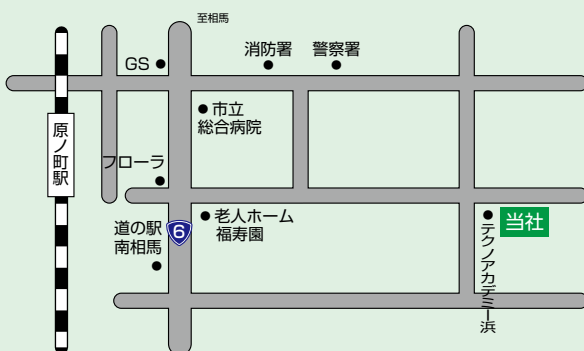 至相馬
GS
消防署
警察署
市立
総合病院
原ノ町駅
フローラ
道の駅
南相馬
6
老人ホーム
福寿園
当社
テクノアカデミー浜